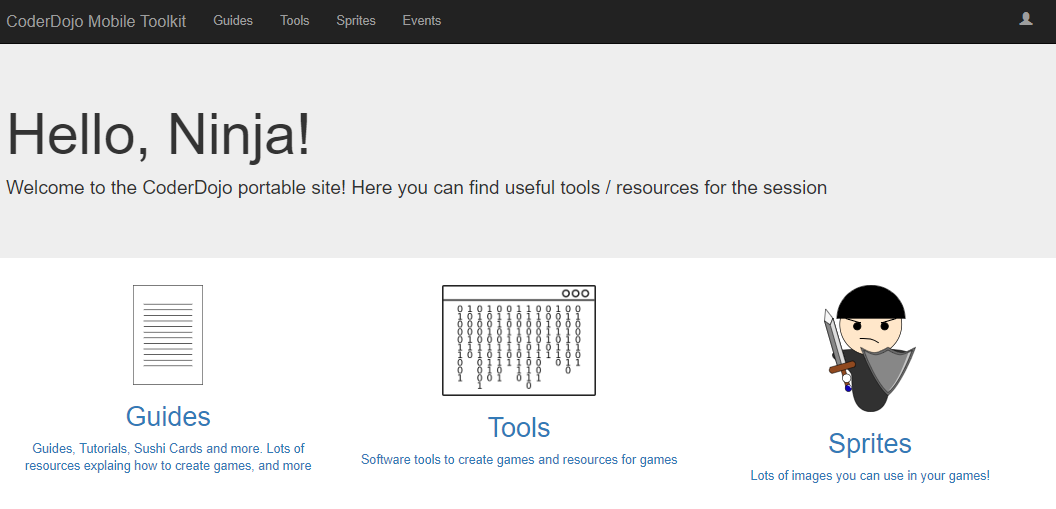 CoderDojo Mobile Toolkit Guides Tools Sprites Events
Hello, Ninja!
Welcome to the CoderDojo portable site! Here you can find useful tools / resources for the session
Guides
Guides, Tutorials, Sushi Cards and more. Lots of
resources explaing how to create games, and more
Tools
Software tools to create games and resources for games
Sprites
Lots of images you can use in your games!